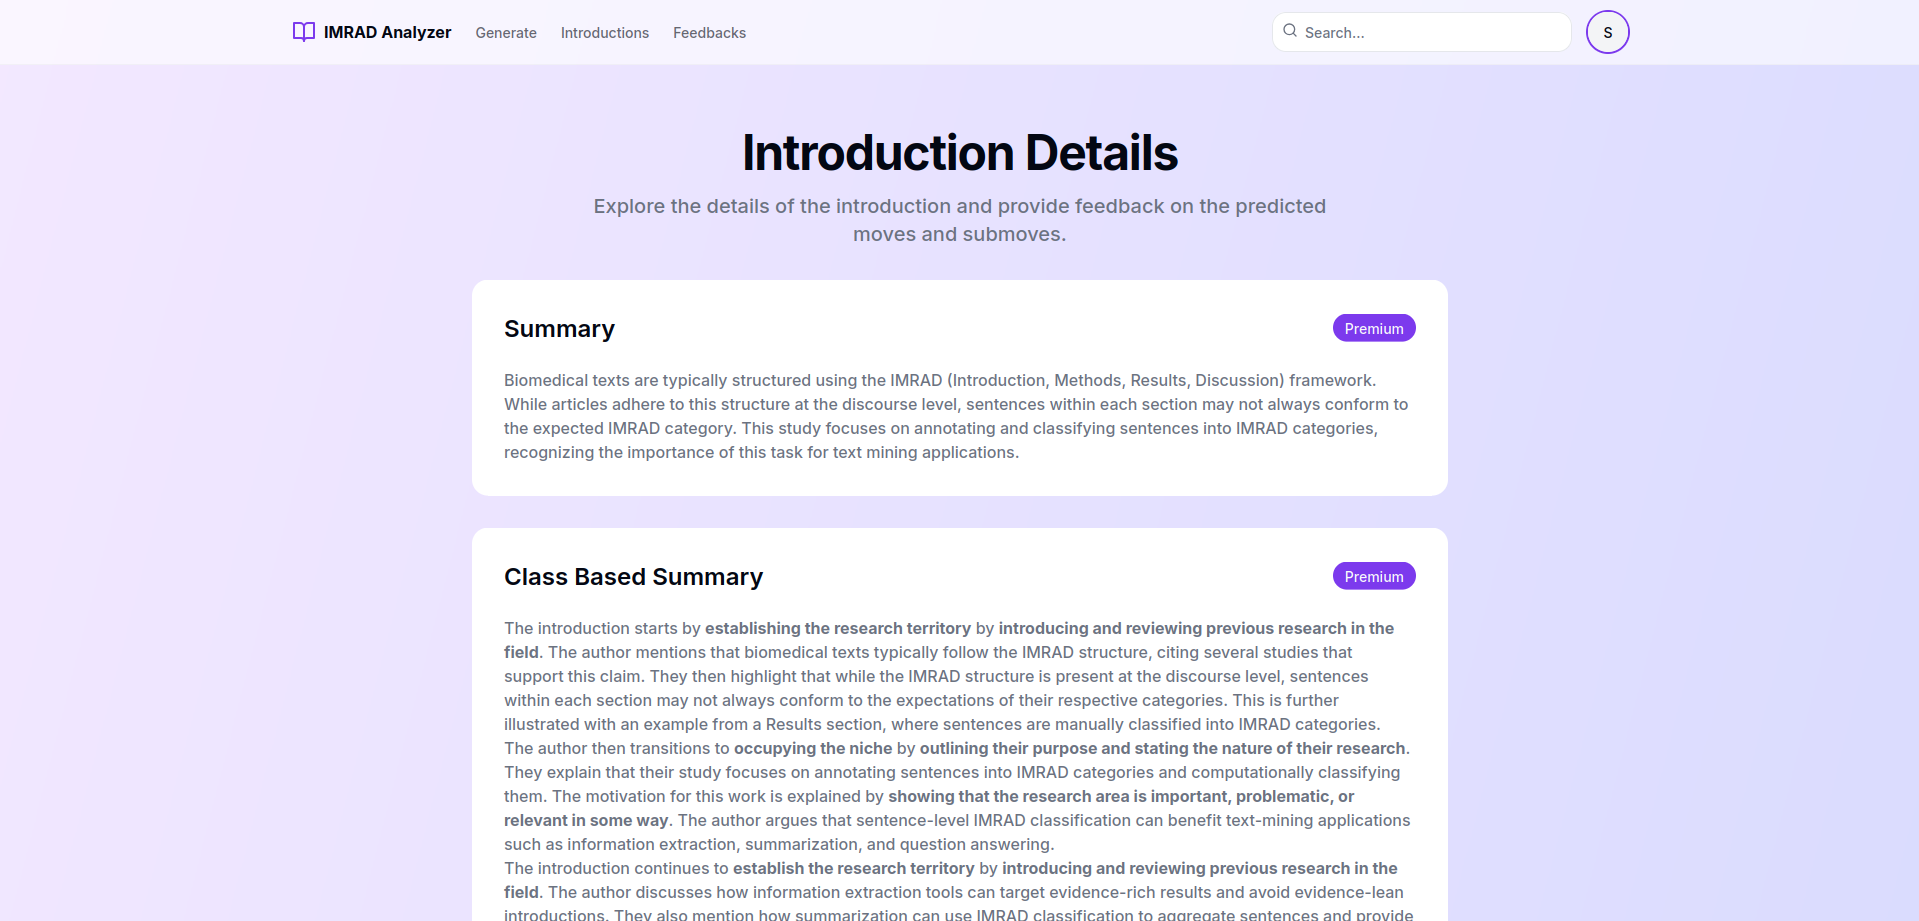 IMRAD Analyzer Generate Introductions Feedbacks Search... S
Introduction Details
Explore the details of the introduction and provide feedback on the predicted
moves and submoves.
Summary Premium
Biomedical texts are typically structured using the IMRAD (Introduction, Methods, Results, Discussion) framework.
While articles adhere to this structure at the discourse level, sentences within each section may not always conform to
the expected IMRAD category. This study focuses on annotating and classifying sentences into IMRAD categories,
recognizing the importance of this task for text mining applications.
Class Based Summary Premium
The introduction starts by establishing the research territory by introducing and reviewing previous research in the
field. The author mentions that biomedical texts typically follow the IMRAD structure, citing several studies that
support this claim. They then highlight that while the IMRAD structure is present at the discourse level, sentences
within each section may not always conform to the expectations of their respective categories. This is further
illustrated with an example from a Results section, where sentences are manually classified into IMRAD categories.
The author then transitions to occupying the niche by outlining their purpose and stating the nature of their research.
They explain that their study focuses on annotating sentences into IMRAD categories and computationally classifying
them. The motivation for this work is explained by showing that the research area is important, problematic, or
relevant in some way. The author argues that sentence-level IMRAD classification can benefit text-mining applications
such as information extraction, summarization, and question answering.
The introduction continues to establish the research territory by introducing and reviewing previous research in the
field. The author discusses how information extraction tools can target evidence-rich results and avoid evidence-lean
introductions. They also mention how summarization can use IMRAD classification to aggregate sentences and provide